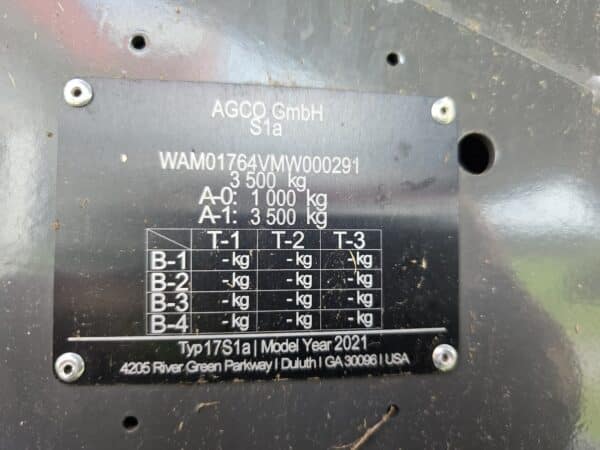 AGCO GmbH
S1a
WAM01764VMW000291
3 500 kg
A-0: 1 000 kg
A-1: 3 500 kg
T-1 T-2 T-3
B-1 -kg -kg -kg
B-2 -kg -kg -kg
B-3 -kg -kg -kg
B-4 -kg -kg -kg
Typ 17S1a | Model Year 2021
4205 River Green Parkway | Duluth | GA 30096 | USA